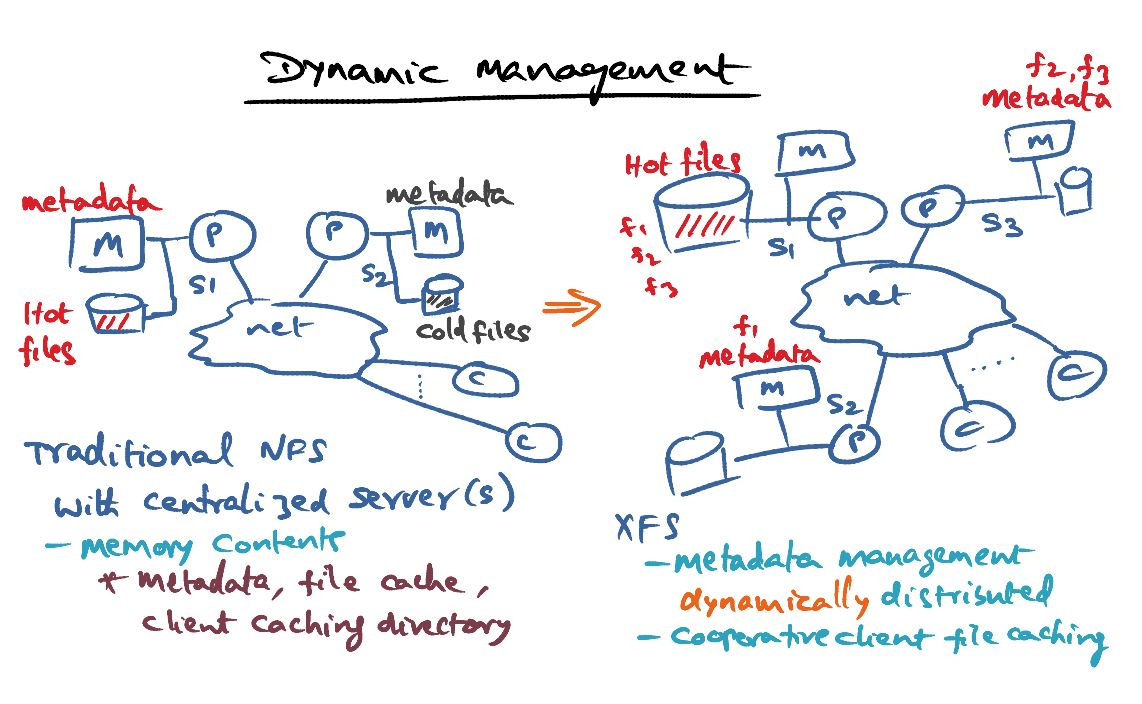 Dynamic management
metadata
M
P
S1
Hot
files
P
metadata
M
S2
cold files
net
C
C
Traditional NFS
with centralized server(s)
- memory contents
* metadata, file cache,
client caching directory
Hot files
f1
f2
f3
M
P
S1
f2, f3
metadata
M
P
S3
net
f1
metadata
M
S2
P
C
C
XFS
- metadata management
dynamically distributed
- cooperative client file caching